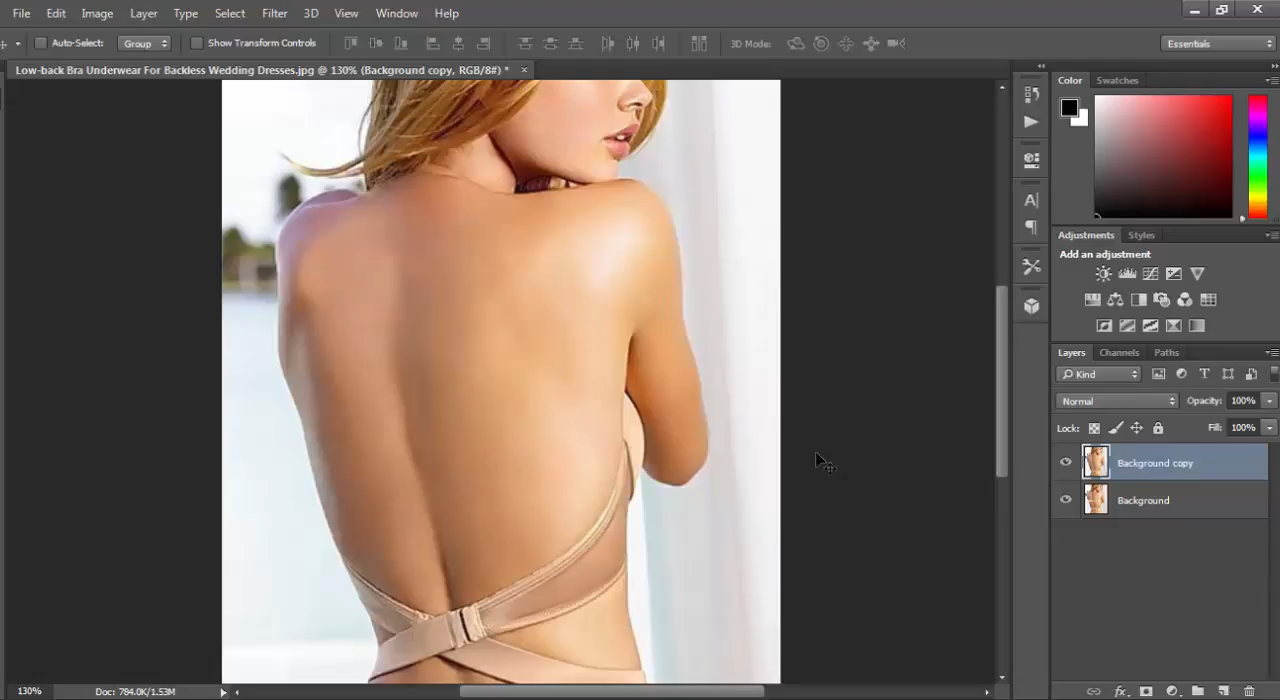 File Edit Image Layer Type Select Filter 3D View Window Help
Auto-Select: Group Show Transform Controls 3D Mode: Essentials
Low-back Bra Underwear For Backless Wedding Dresses.jpg @ 130% (Background copy, RGB/8#) * ×
Color Swatches
Adjustments Styles
Add an adjustment
Layers Channels Paths
Kind
Normal Opacity: 100%
Lock: Fill: 100%
Background copy
Background
130% Doc: 784.0K/1.53M